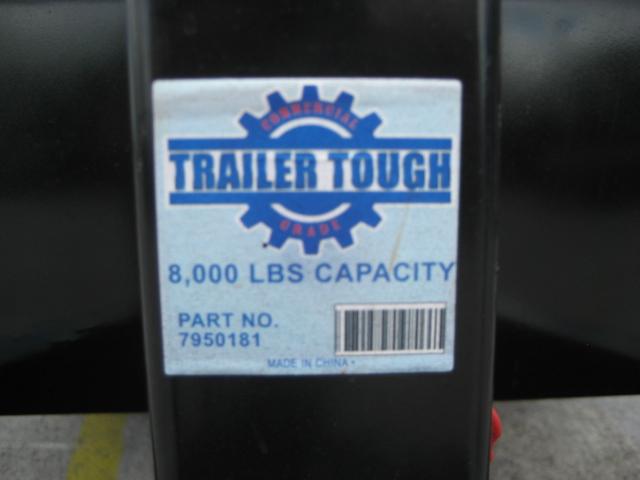 COMMERCIAL
TRAILER TOUGH
GRADE
8,000 LBS CAPACITY
PART NO.
7950181
MADE IN CHINA